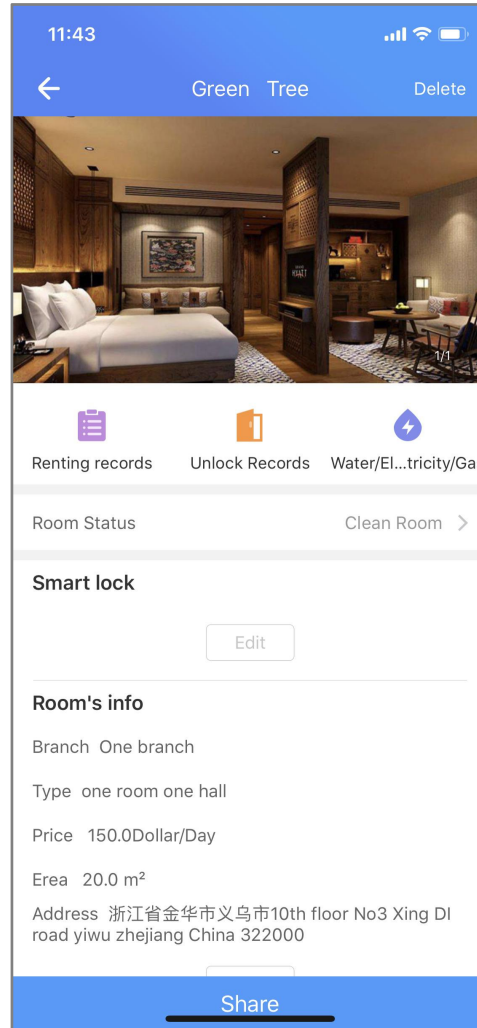 11:43
Green Tree
Delete
HYATT
1/1
Renting records
Unlock Records
Water/El...tricity/Ga
Room Status
Clean Room
Smart lock
Edit
Room's info
Branch One branch
Type one room one hall
Price 150.0Dollar/Day
Erea 20.0 m²
Address 浙江省金华市义乌市10th floor No3 Xing DI
road yiwu zhejiang China 322000
Share